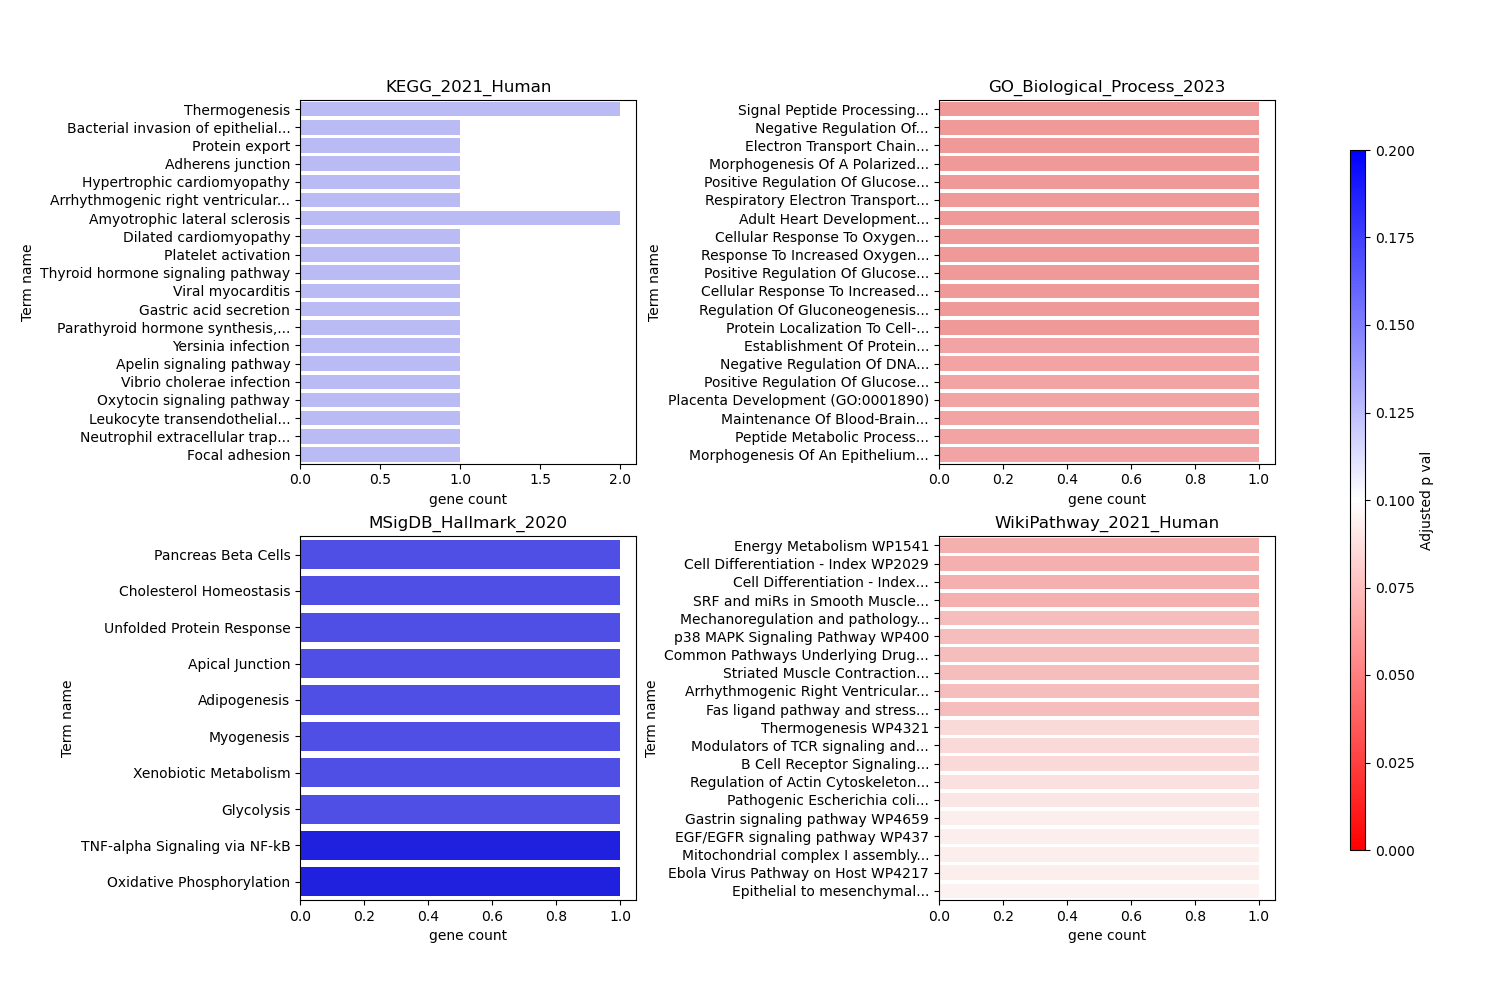 KEGG_2021_Human
Thermogenesis
Bacterial invasion of epithelial...
Protein export
Adherens junction
Hypertrophic cardiomyopathy
Arrhythmogenic right ventricular...
Amyotrophic lateral sclerosis
Dilated cardiomyopathy
Platelet activation
Thyroid hormone signaling pathway
Viral myocarditis
Gastric acid secretion
Parathyroid hormone synthesis,...
Yersinia infection
Apelin signaling pathway
Vibrio cholerae infection
Oxytocin signaling pathway
Leukocyte transendothelial...
Neutrophil extracellular trap...
Focal adhesion
Term name
0.0 0.5 1.0 1.5 2.0
gene count
GO_Biological_Process_2023
Signal Peptide Processing...
Negative Regulation Of...
Electron Transport Chain...
Morphogenesis Of A Polarized...
Positive Regulation Of Glucose...
Respiratory Electron Transport...
Adult Heart Development...
Cellular Response To Oxygen...
Response To Increased Oxygen...
Positive Regulation Of Glucose...
Cellular Response To Increased...
Regulation Of Gluconeogenesis...
Protein Localization To Cell-...
Establishment Of Protein...
Negative Regulation Of DNA...
Positive Regulation Of Glucose...
Placenta Development (GO:0001890)
Maintenance Of Blood-Brain...
Peptide Metabolic Process...
Morphogenesis Of An Epithelium...
Term name
0.0 0.2 0.4 0.6 0.8 1.0
gene count
MSigDB_Hallmark_2020
Pancreas Beta Cells
Cholesterol Homeostasis
Unfolded Protein Response
Apical Junction
Adipogenesis
Myogenesis
Xenobiotic Metabolism
Glycolysis
TNF-alpha Signaling via NF-kB
Oxidative Phosphorylation
Term name
0.0 0.2 0.4 0.6 0.8 1.0
gene count
WikiPathway_2021_Human
Energy Metabolism WP1541
Cell Differentiation - Index WP2029
Cell Differentiation - Index...
SRF and miRs in Smooth Muscle...
Mechanoregulation and pathology...
p38 MAPK Signaling Pathway WP400
Common Pathways Underlying Drug...
Striated Muscle Contraction...
Arrhythmogenic Right Ventricular...
Fas ligand pathway and stress...
Thermogenesis WP4321
Modulators of TCR signaling and...
B Cell Receptor Signaling...
Regulation of Actin Cytoskeleton...
Pathogenic Escherichia coli...
Gastrin signaling pathway WP4659
EGF/EGFR signaling pathway WP437
Mitochondrial complex I assembly...
Ebola Virus Pathway on Host WP4217
Epithelial to mesenchymal...
Term name
0.0 0.2 0.4 0.6 0.8 1.0
gene count
0.200
0.175
0.150
0.125
0.100
0.075
0.050
0.025
0.000
Adjusted p val